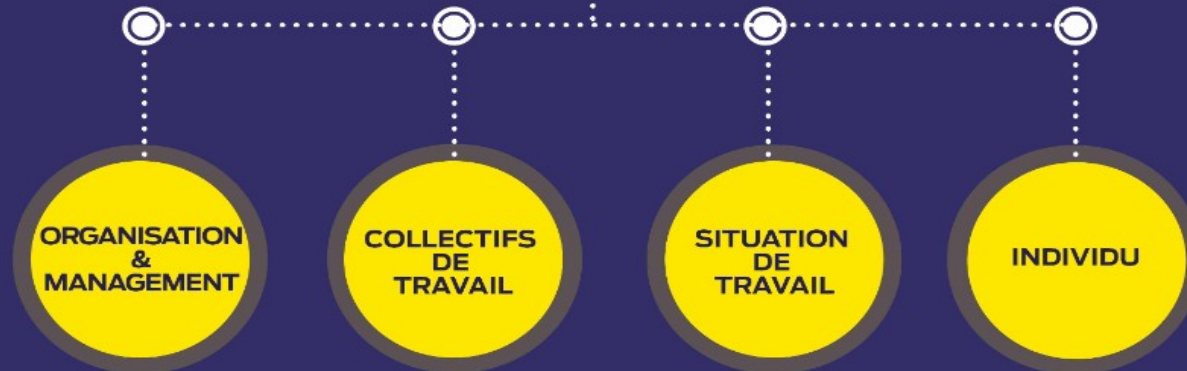 ORGANISATION
&
MANAGEMENT
COLLECTIFS
DE
TRAVAIL
SITUATION
DE
TRAVAIL
INDIVIDU